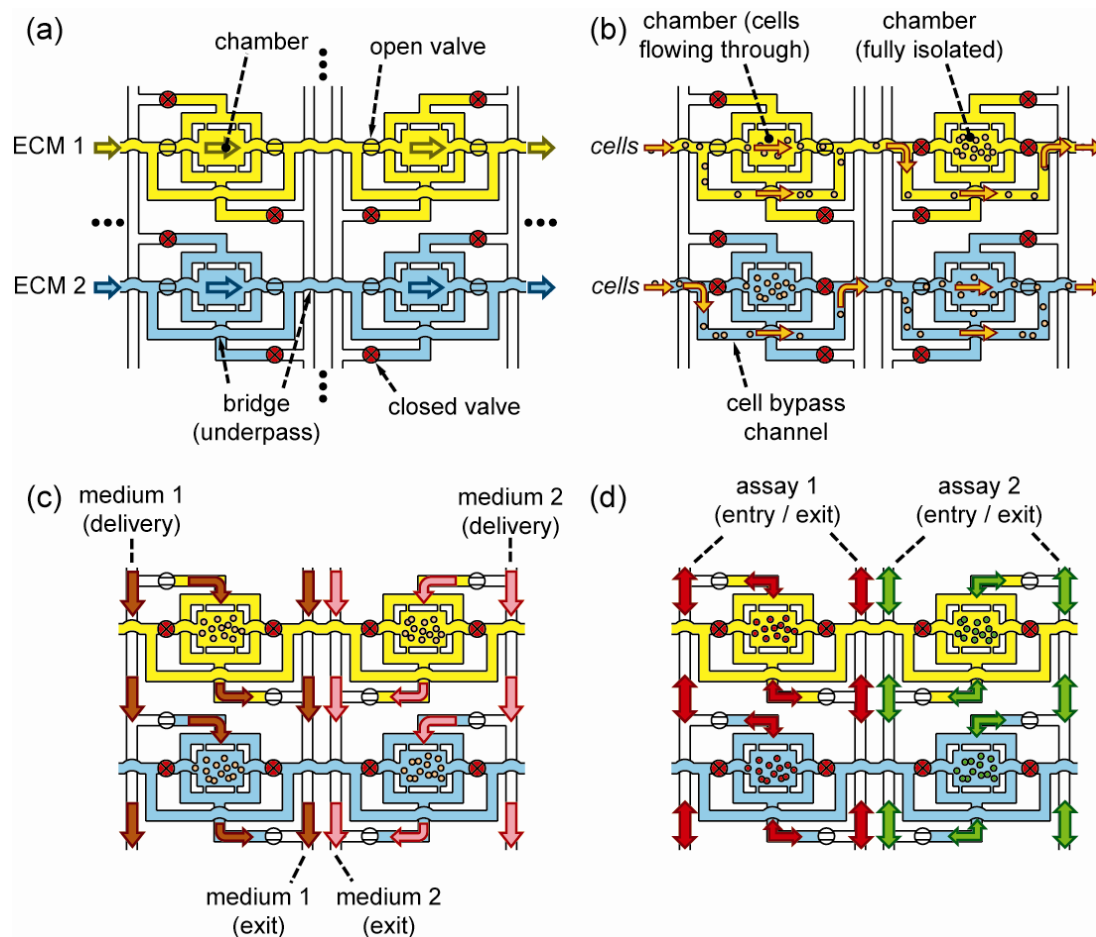 (a)
chamber
open valve
ECM 1
ECM 2
bridge
(underpass)
closed valve
(b)
chamber (cells
flowing through)
chamber
(fully isolated)
cells
cells
cell bypass
channel
(c)
medium 1
(delivery)
medium 2
(delivery)
medium 1
(exit)
medium 2
(exit)
(d)
assay 1
(entry / exit)
assay 2
(entry / exit)